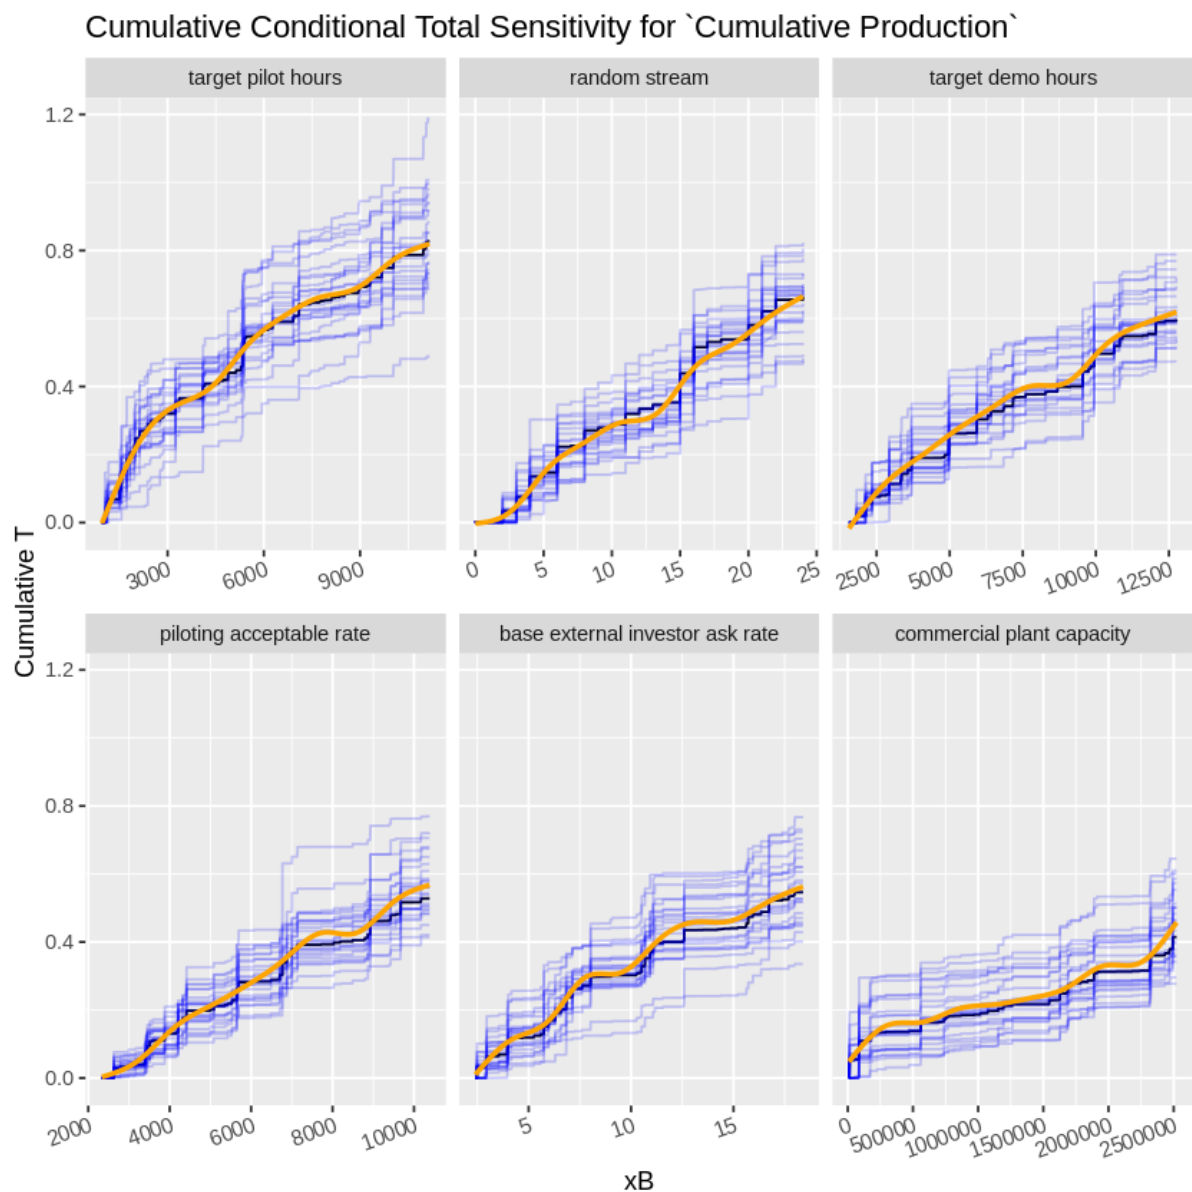 Cumulative Conditional Total Sensitivity for `Cumulative Production`
target pilot hours
random stream
target demo hours
1.2
0.8
0.4
0.0
3000 6000 9000
0 5 10 15 20 25
2500 5000 7500 10000 12500
Cumulative T
piloting acceptable rate
base external investor ask rate
commercial plant capacity
1.2
0.8
0.4
0.0
2000 4000 6000 8000 10000
5 10 15
0 500000 1000000 1500000 2000000 2500000
xB